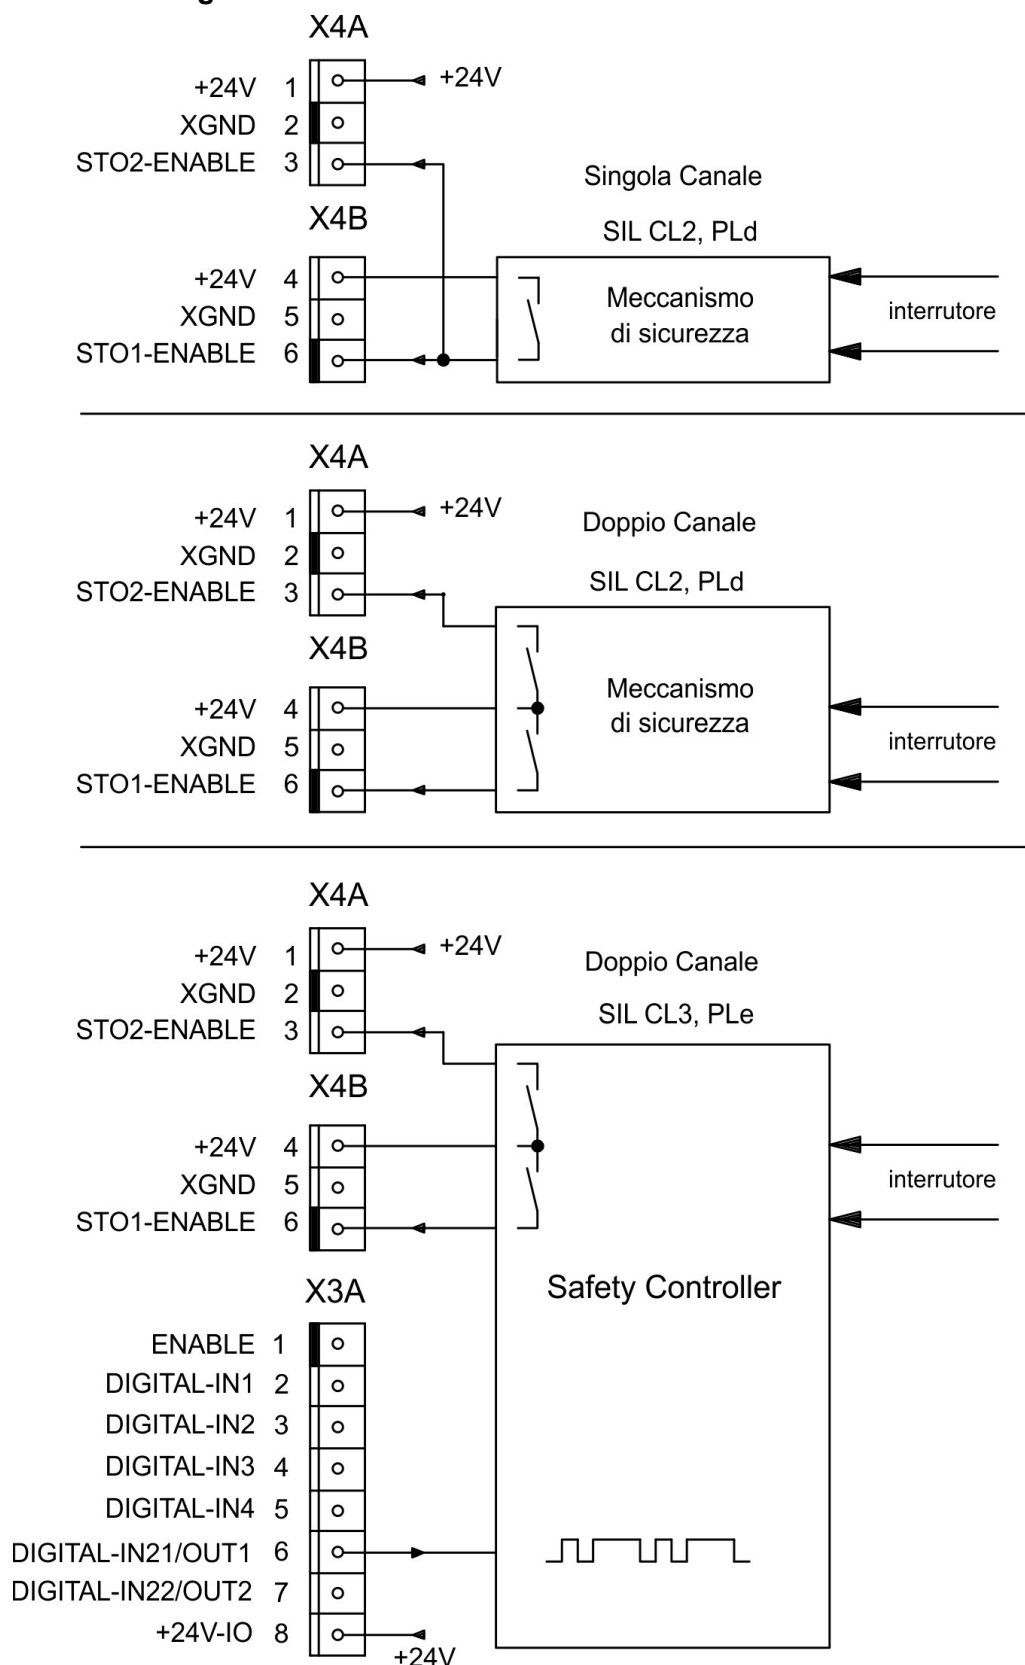 X4A
+24V 1 +24V
XGND 2
STO2-ENABLE 3
Singola Canale
SIL CL2, PLd
X4B
+24V 4
XGND 5
STO1-ENABLE 6
Meccanismo
di sicurezza
interrutore
X4A
+24V 1 +24V
XGND 2
STO2-ENABLE 3
Doppio Canale
SIL CL2, PLd
X4B
+24V 4
XGND 5
STO1-ENABLE 6
Meccanismo
di sicurezza
interrutore
X4A
+24V 1 +24V
XGND 2
STO2-ENABLE 3
Doppio Canale
SIL CL3, PLe
X4B
+24V 4
XGND 5
STO1-ENABLE 6
interrutore
Safety Controller
X3A
ENABLE 1
DIGITAL-IN1 2
DIGITAL-IN2 3
DIGITAL-IN3 4
DIGITAL-IN4 5
DIGITAL-IN21/OUT1 6
DIGITAL-IN22/OUT2 7
+24V-IO 8
+24V